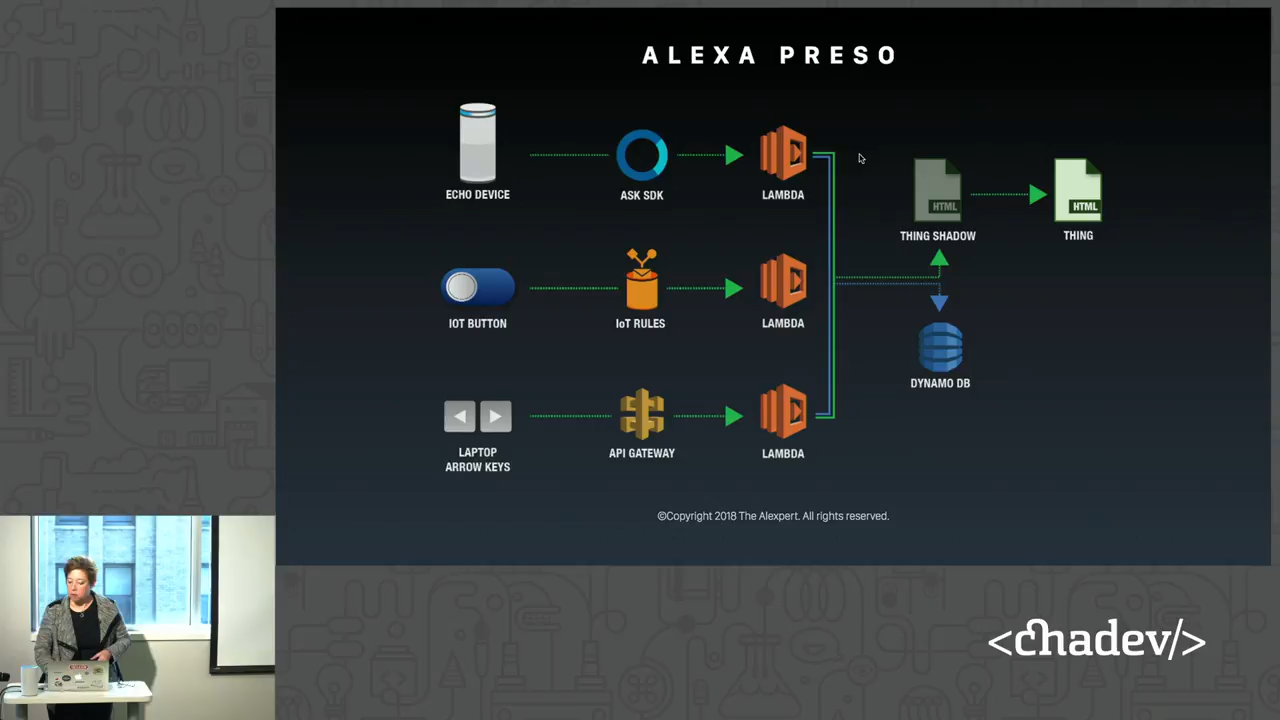 ALEXA PRESO
ECHO DEVICE
ASK SDK
LAMBDA
HTML
THING SHADOW
HTML
THING
IOT BUTTON
IoT RULES
LAMBDA
DYNAMO DB
LAPTOP
ARROW KEYS
API GATEWAY
LAMBDA
©Copyright 2018 The Alexpert. All rights reserved.
<chadev/>